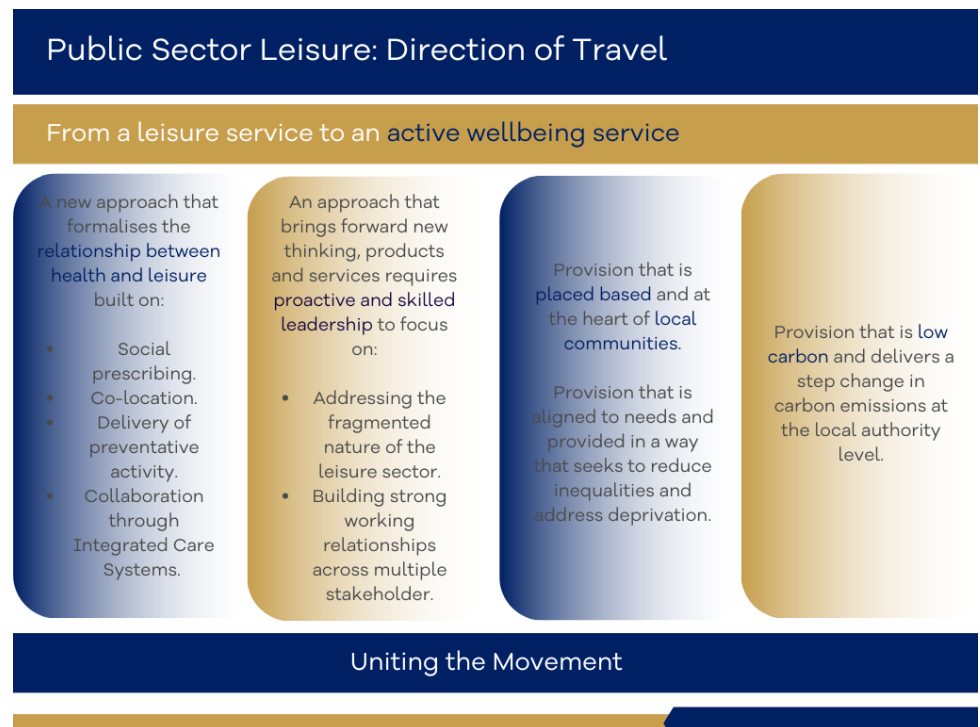 Public Sector Leisure: Direction of Travel
From a leisure service to an active wellbeing service
A new approach that
formalises the
relationship between
health and leisure
built on:
• Social
prescribing.
• Co-location.
• Delivery of
preventative
activity.
• Collaboration
through
Integrated Care
Systems.
An approach that
brings forward new
thinking, products
and services requires
proactive and skilled
leadership to focus
on:
• Addressing the
fragmented
nature of the
leisure sector.
• Building strong
working
relationships
across multiple
stakeholder.
Provision that is
placed based and at
the heart of local
communities.
Provision that is
aligned to needs and
provided in a way
that seeks to reduce
inequalities and
address deprivation.
Provision that is low
carbon and delivers a
step change in
carbon emissions at
the local authority
level.
Uniting the Movement